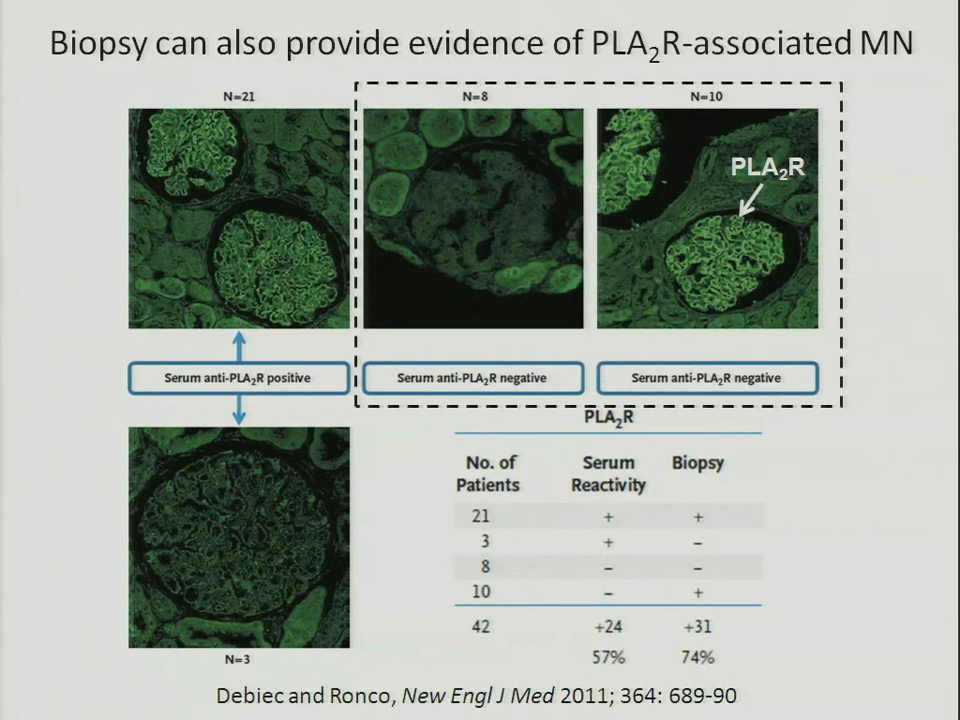 Biopsy can also provide evidence of PLA₂R-associated MN
N=21
N=8
N=10
PLA₂R
Serum anti-PLA₂R positive
Serum anti-PLA₂R negative
Serum anti-PLA₂R negative
PLA₂R
No. of Patients Serum Reactivity Biopsy
21 + +
3 + –
8 – –
10 – +
42 +24 +31
57% 74%
N=3
Debiec and Ronco, New Engl J Med 2011; 364: 689-90